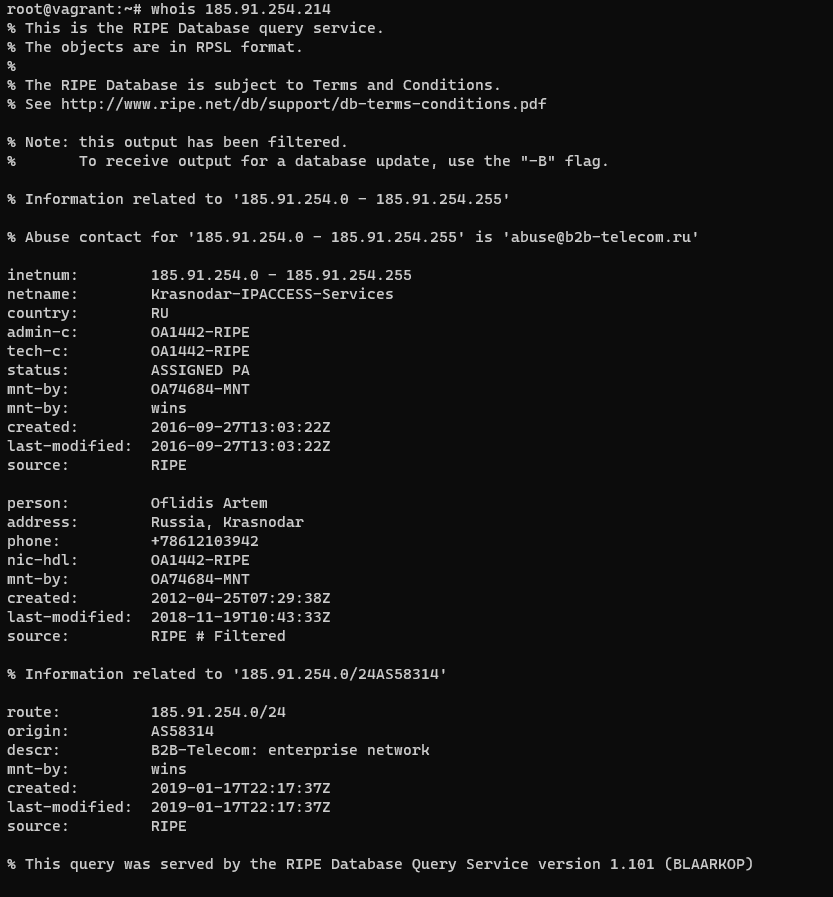 root@vagrant:~# whois 185.91.254.214
% This is the RIPE Database query service.
% The objects are in RPSL format.
%
% The RIPE Database is subject to Terms and Conditions.
% See http://www.ripe.net/db/support/db-terms-conditions.pdf

% Note: this output has been filtered.
%       To receive output for a database update, use the "-B" flag.

% Information related to '185.91.254.0 - 185.91.254.255'

% Abuse contact for '185.91.254.0 - 185.91.254.255' is 'abuse@b2b-telecom.ru'

inetnum:        185.91.254.0 - 185.91.254.255
netname:        Krasnodar-IPACCESS-Services
country:        RU
admin-c:        OA1442-RIPE
tech-c:         OA1442-RIPE
status:         ASSIGNED PA
mnt-by:         OA74684-MNT
mnt-by:         wins
created:        2016-09-27T13:03:22Z
last-modified:  2016-09-27T13:03:22Z
source:         RIPE

person:         Oflidis Artem
address:        Russia, Krasnodar
phone:          +78612103942
nic-hdl:        OA1442-RIPE
mnt-by:         OA74684-MNT
created:        2012-04-25T07:29:38Z
last-modified:  2018-11-19T10:43:33Z
source:         RIPE # Filtered

% Information related to '185.91.254.0/24AS58314'

route:          185.91.254.0/24
origin:         AS58314
descr:          B2B-Telecom: enterprise network
mnt-by:         wins
created:        2019-01-17T22:17:37Z
last-modified:  2019-01-17T22:17:37Z
source:         RIPE

% This query was served by the RIPE Database Query Service version 1.101 (BLAARKOP)